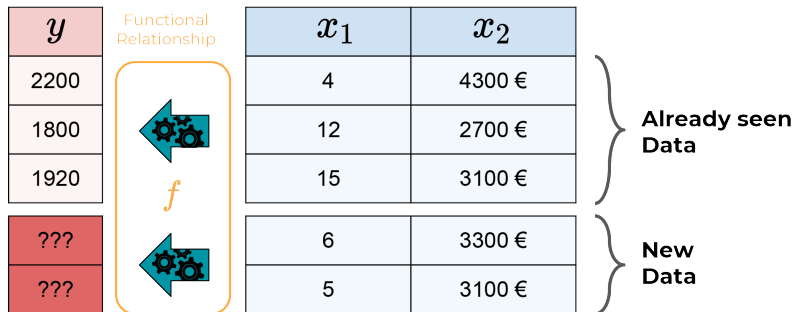 y
Functional
Relationship
x₁ x₂
2200 4 4300 €
1800 12 2700 €
1920 15 3100 €
Already seen
Data
f
??? 6 3300 €
??? 5 3100 €
New
Data